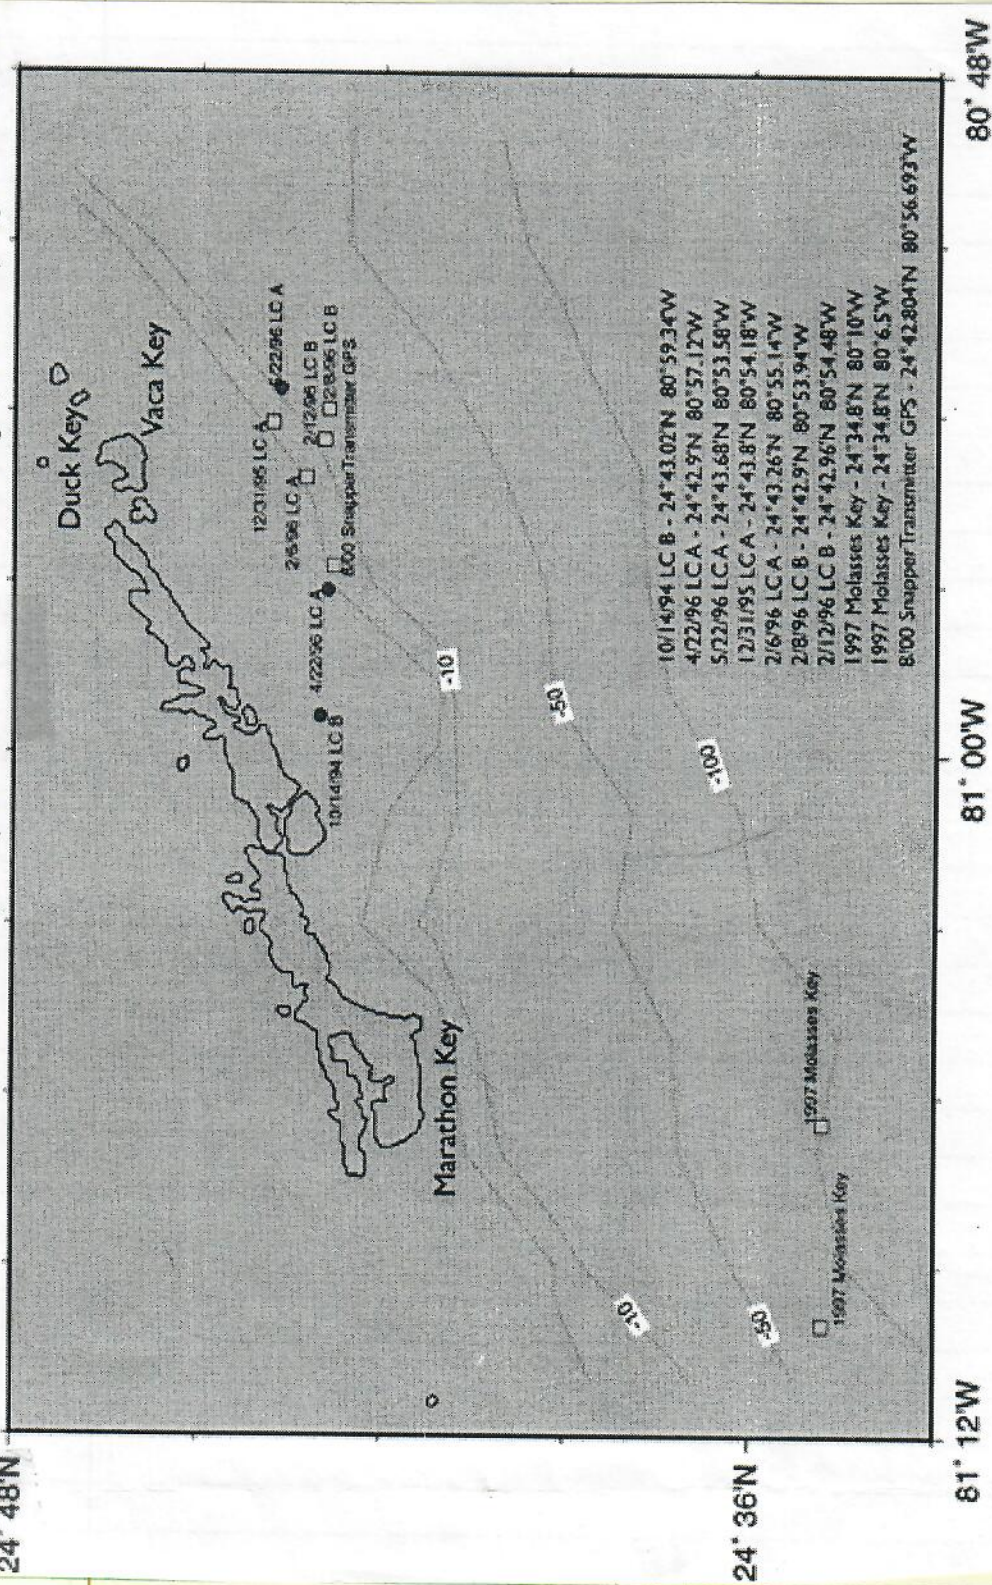 24° 48'N
Duck Key
Vaca Key
12/31/95 LC A
5/22/96 LC A
2/6/96 LC A
2/12/96 LC B
2/8/96 LC B
8/00 Snapper Transmitter GPS
4/22/96 LC A
10/14/94 LC B
Marathon Key
-10
-50
-100
-10
-50
1997 Molasses Key
1997 Molasses Key
10/14/94 LC B - 24°43.02'N 80°59.34'W
4/22/96 LC A - 24°42.9'N 80°57.12'W
5/22/96 LC A - 24°43.68'N 80°53.58'W
12/31/95 LC A - 24°43.8'N 80°54.18'W
2/6/96 LC A - 24°43.26'N 80°55.14'W
2/8/96 LC B - 24°42.9'N 80°53.94'W
2/12/96 LC B - 24°42.96'N 80°54.48'W
1997 Molasses Key - 24°34.8'N 80°10'W
1997 Molasses Key - 24°34.8'N 80°6.5'W
8/00 Snapper Transmitter GPS - 24°42.804'N 80°56.693'W
24° 36'N
81° 12'W
81° 00'W
80° 48'W